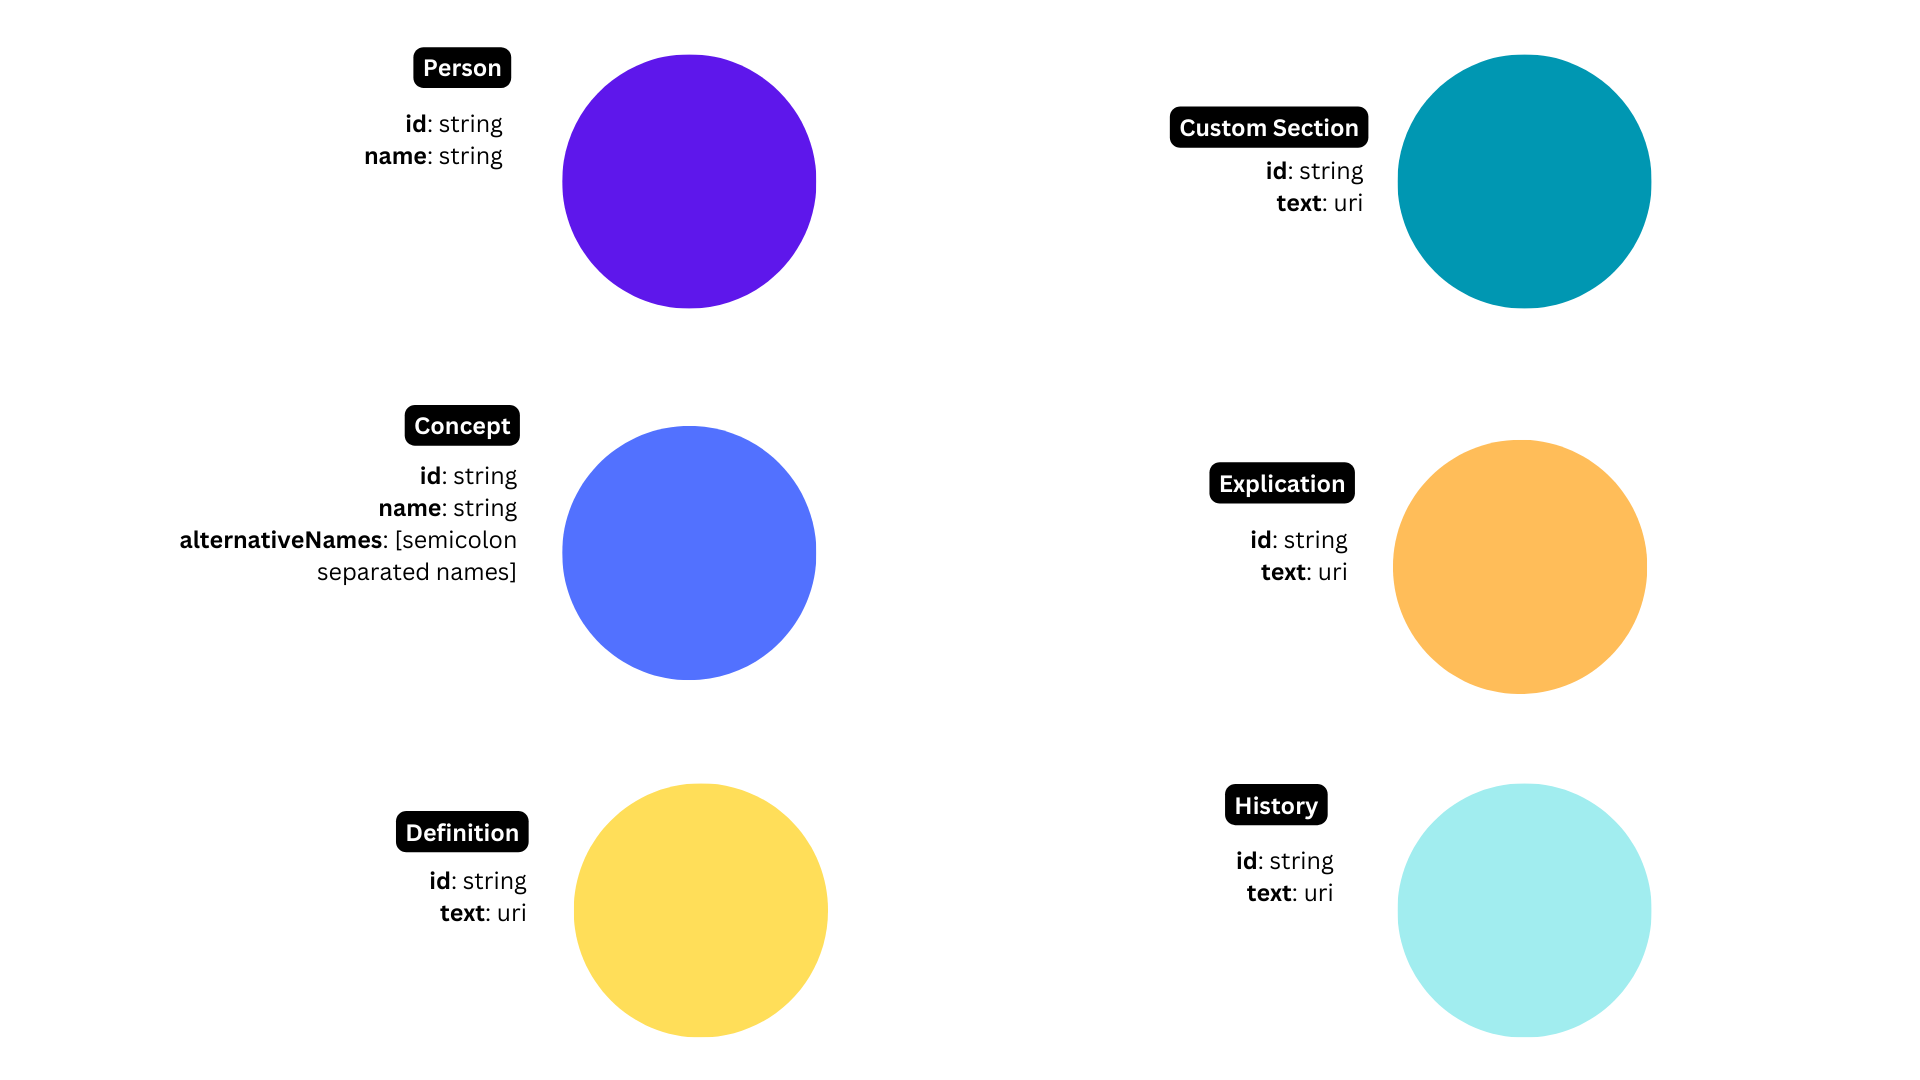 Person
id: string
name: string
Custom Section
id: string
text: uri
Concept
id: string
name: string
alternativeNames: [semicolon
separated names]
Explication
id: string
text: uri
Definition
id: string
text: uri
History
id: string
text: uri